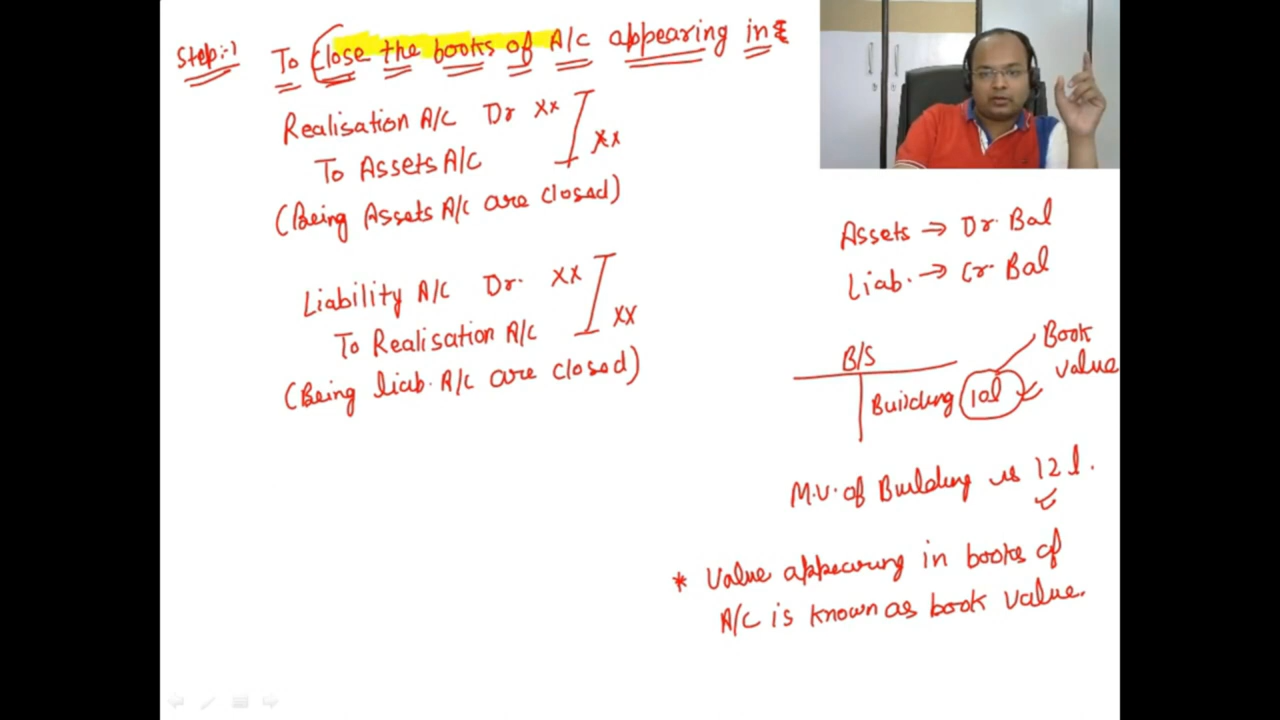 Step:-1 To Close the books of A/C appearing in
Realisation A/C Dr xx
To Assets A/C xx
(Being Assets A/C are closed)
Liability A/C Dr. xx
To Realisation A/C xx
(Being liab. A/C are closed)
Assets → Dr. Bal
Liab. → Cr. Bal
B/S
Book value
Building 10l
M.V. of Building is 12 l.
* Value appearing in books of
A/C is known as book value.